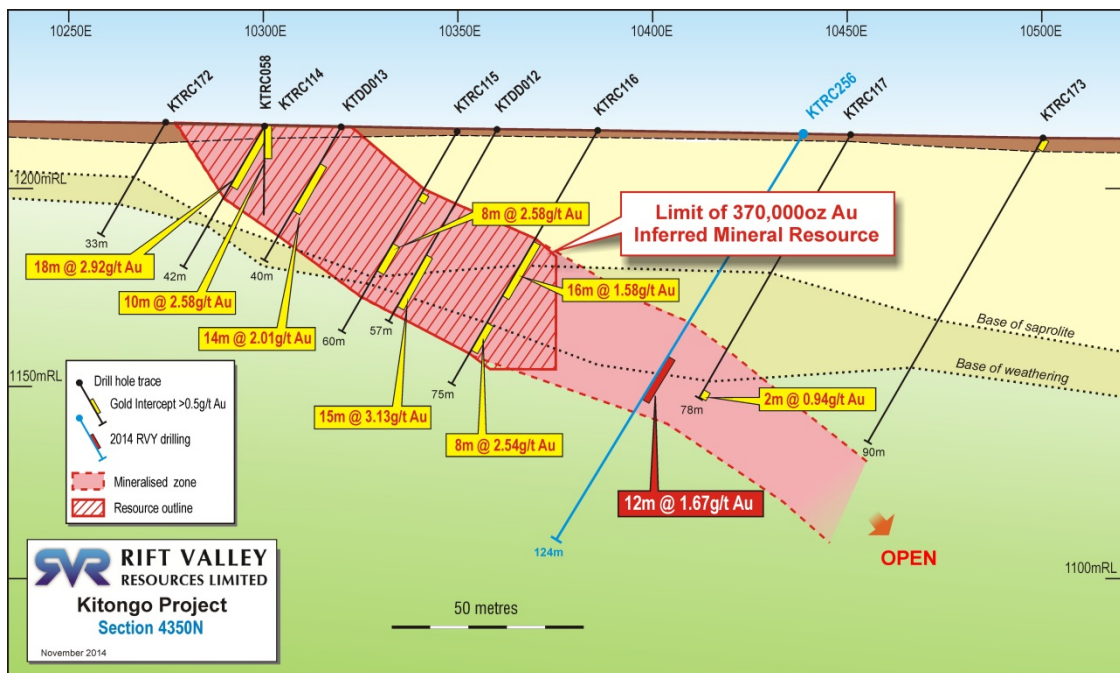 10250E
10300E
10350E
10400E
10450E
10500E
KTRC172
KTRC058
KTRC114
KTDD013
KTRC115
KTDD012
KTRC116
KTRC256
KTRC117
KTRC173
1200mRL
Limit of 370,000oz Au
Inferred Mineral Resource
8m @ 2.58g/t Au
33m
18m @ 2.92g/t Au
42m
40m
10m @ 2.58g/t Au
16m @ 1.58g/t Au
14m @ 2.01g/t Au
60m
57m
Base of saprolite
Base of weathering
1150mRL
75m
78m
2m @ 0.94g/t Au
15m @ 3.13g/t Au
8m @ 2.54g/t Au
90m
12m @ 1.67g/t Au
124m
OPEN
1100mRL
Drill hole trace
Gold Intercept >0.5g/t Au
2014 RVY drilling
Mineralised zone
Resource outline
SVR RIFT VALLEY
RESOURCES LIMITED
Kitongo Project
Section 4350N
November 2014
50 metres